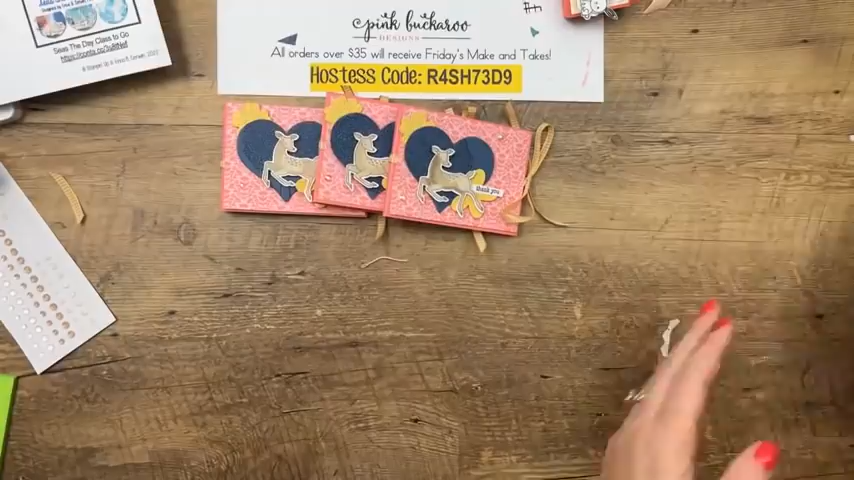 Seas The Day Class to Go
pink buckaroo
DESIGNS
All orders over $35 will receive Friday's Make and Takes!
Hostess Code: R4SH73D9
thank you